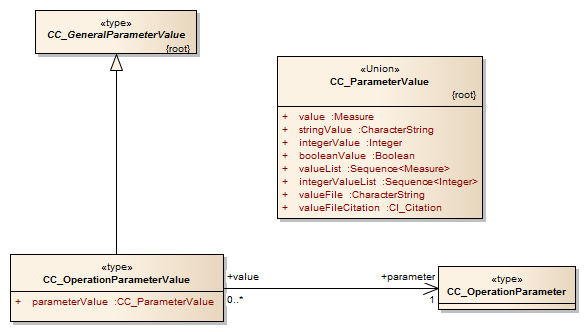 «type»
CC_GeneralParameterValue
{root}
«Union»
CC_ParameterValue
{root}
+ value :Measure
+ stringValue :CharacterString
+ integerValue :Integer
+ booleanValue :Boolean
+ valueList :Sequence<Measure>
+ integerValueList :Sequence<Integer>
+ valueFile :CharacterString
+ valueFileCitation :CI_Citation
«type»
CC_OperationParameterValue
+ parameterValue :CC_ParameterValue
+value
0..*
+parameter
1
«type»
CC_OperationParameter